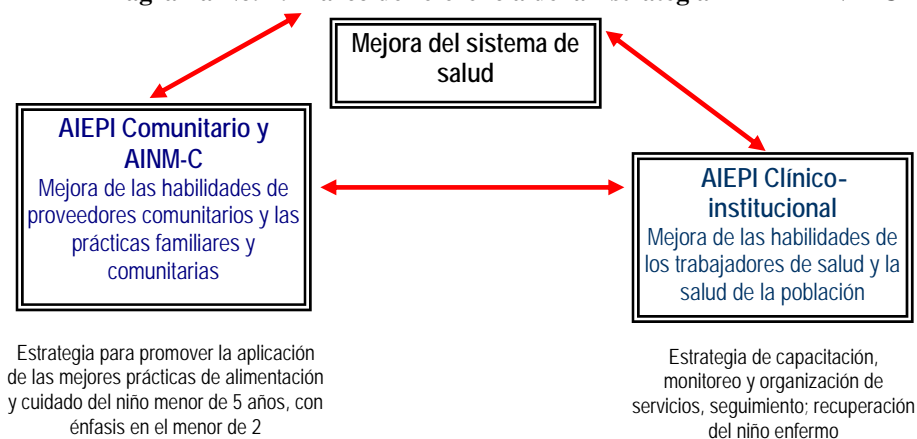 Mejora del sistema de
salud
AIEPI Comunitario y
AINM-C
Mejora de las habilidades de
proveedores comunitarios y las
prácticas familiares y
comunitarias
AIEPI Clínico-
institucional
Mejora de las habilidades de
los trabajadores de salud y la
salud de la población
Estrategia para promover la aplicación
de las mejores prácticas de alimentación
y cuidado del niño menor de 5 años, con
énfasis en el menor de 2
Estrategia de capacitación,
monitoreo y organización de
servicios, seguimiento; recuperación
del niño enfermo